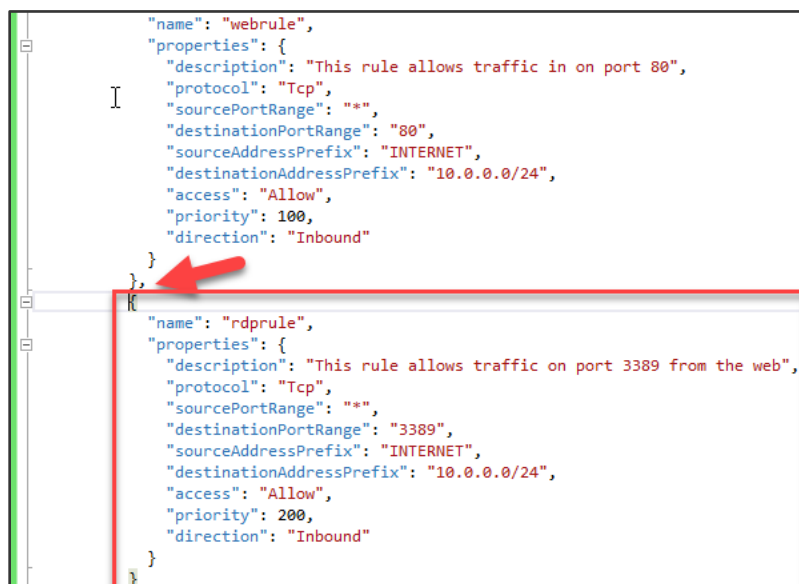 "name": "webrule",
"properties": {
"description": "This rule allows traffic in on port 80",
"protocol": "Tcp",
"sourcePortRange": "*",
"destinationPortRange": "80",
"sourceAddressPrefix": "INTERNET",
"destinationAddressPrefix": "10.0.0.0/24",
"access": "Allow",
"priority": 100,
"direction": "Inbound"
}
},
{
"name": "rdprule",
"properties": {
"description": "This rule allows traffic on port 3389 from the web",
"protocol": "Tcp",
"sourcePortRange": "*",
"destinationPortRange": "3389",
"sourceAddressPrefix": "INTERNET",
"destinationAddressPrefix": "10.0.0.0/24",
"access": "Allow",
"priority": 200,
"direction": "Inbound"
}
}